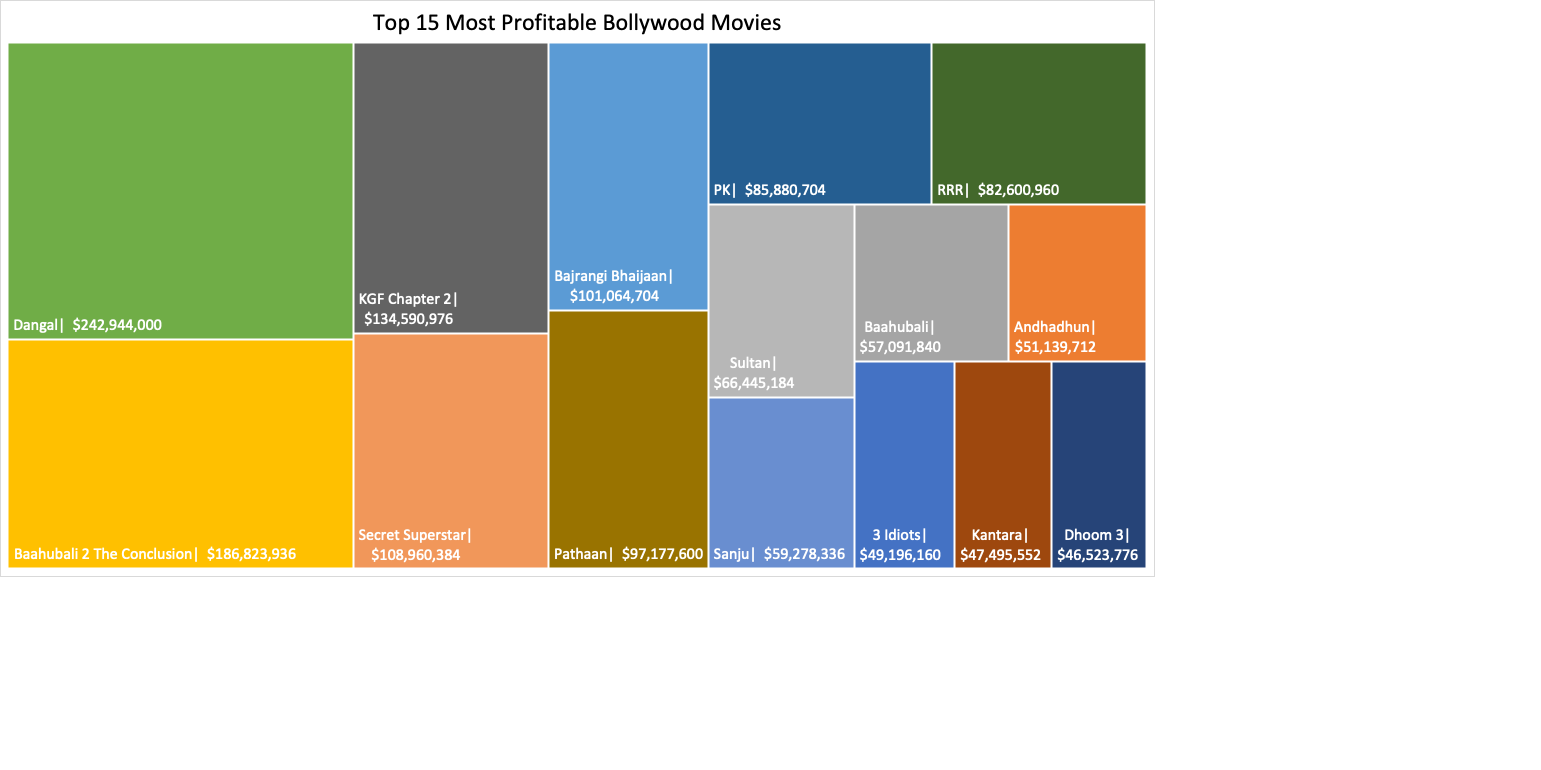 Top 15 Most Profitable Bollywood Movies
Dangal|  $242,944,000
Baahubali 2 The Conclusion|  $186,823,936
KGF Chapter 2|
$134,590,976
Secret Superstar|
$108,960,384
Bajrangi Bhaijaan|
$101,064,704
Pathaan|  $97,177,600
PK|  $85,880,704
RRR|  $82,600,960
Sultan|
$66,445,184
Sanju|  $59,278,336
Baahubali|
$57,091,840
Andhadhun|
$51,139,712
3 Idiots|
$49,196,160
Kantara|
$47,495,552
Dhoom 3|
$46,523,776